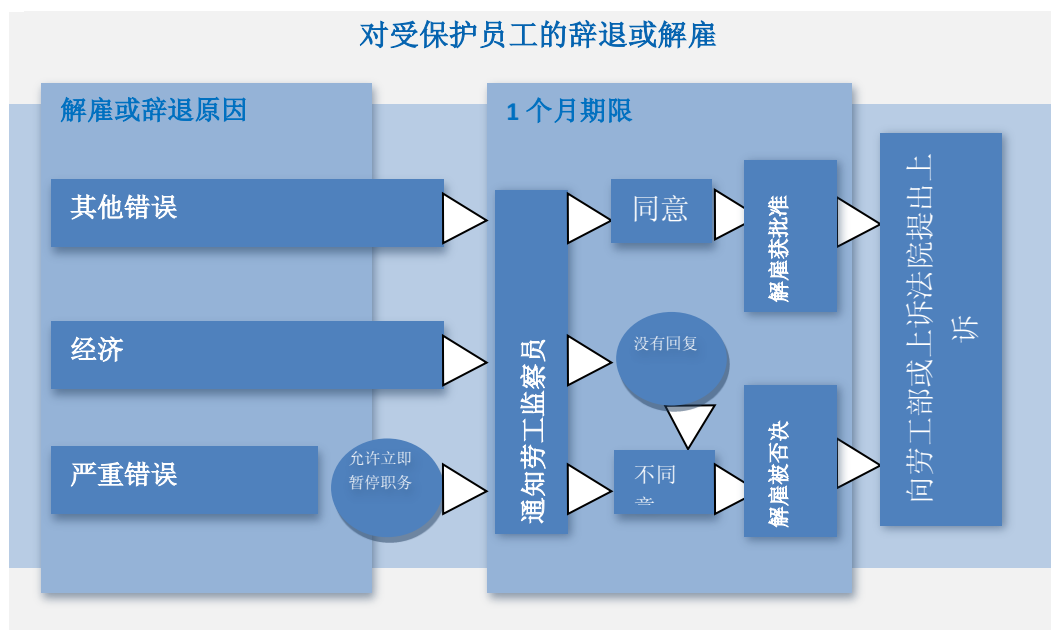 对受保护员工的辞退或解雇
解雇或辞退原因
其他错误
经济
严重错误
允许立即
暂停职务
1 个月期限
通知劳工监察员
同意
没有回复
不同
意
解雇获批准
解雇被否决
向劳工部或上诉法院提出上
诉